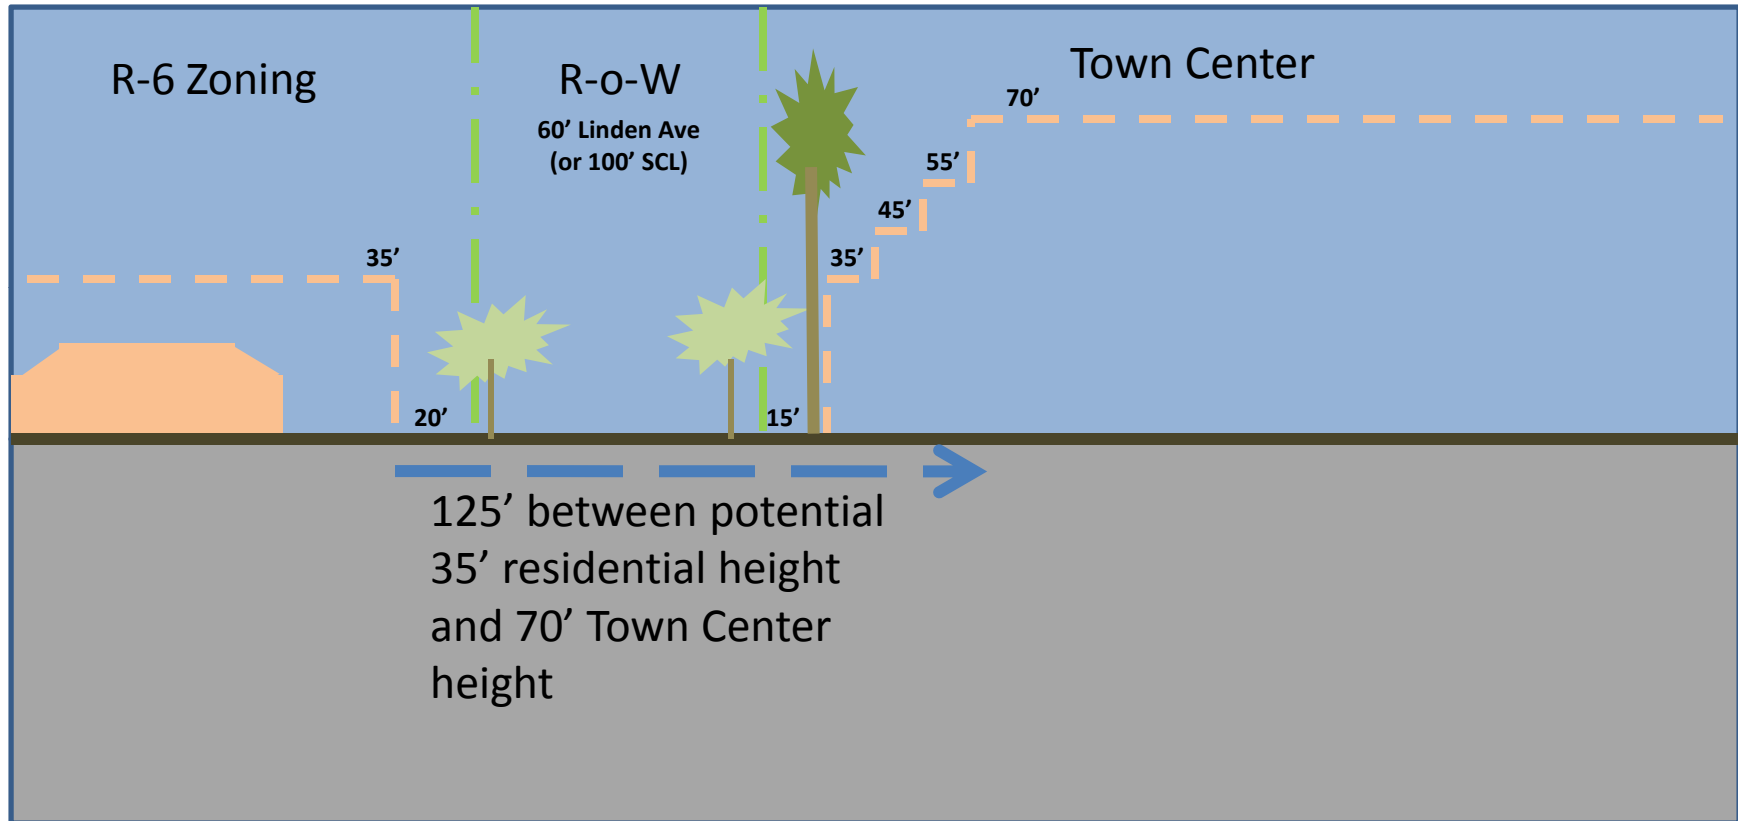 R-6 Zoning
R-o-W
60’ Linden Ave
(or 100’ SCL)
Town Center
70’
55’
45’
35’
35’
20’
15’
125’ between potential
35’ residential height
and 70’ Town Center
height